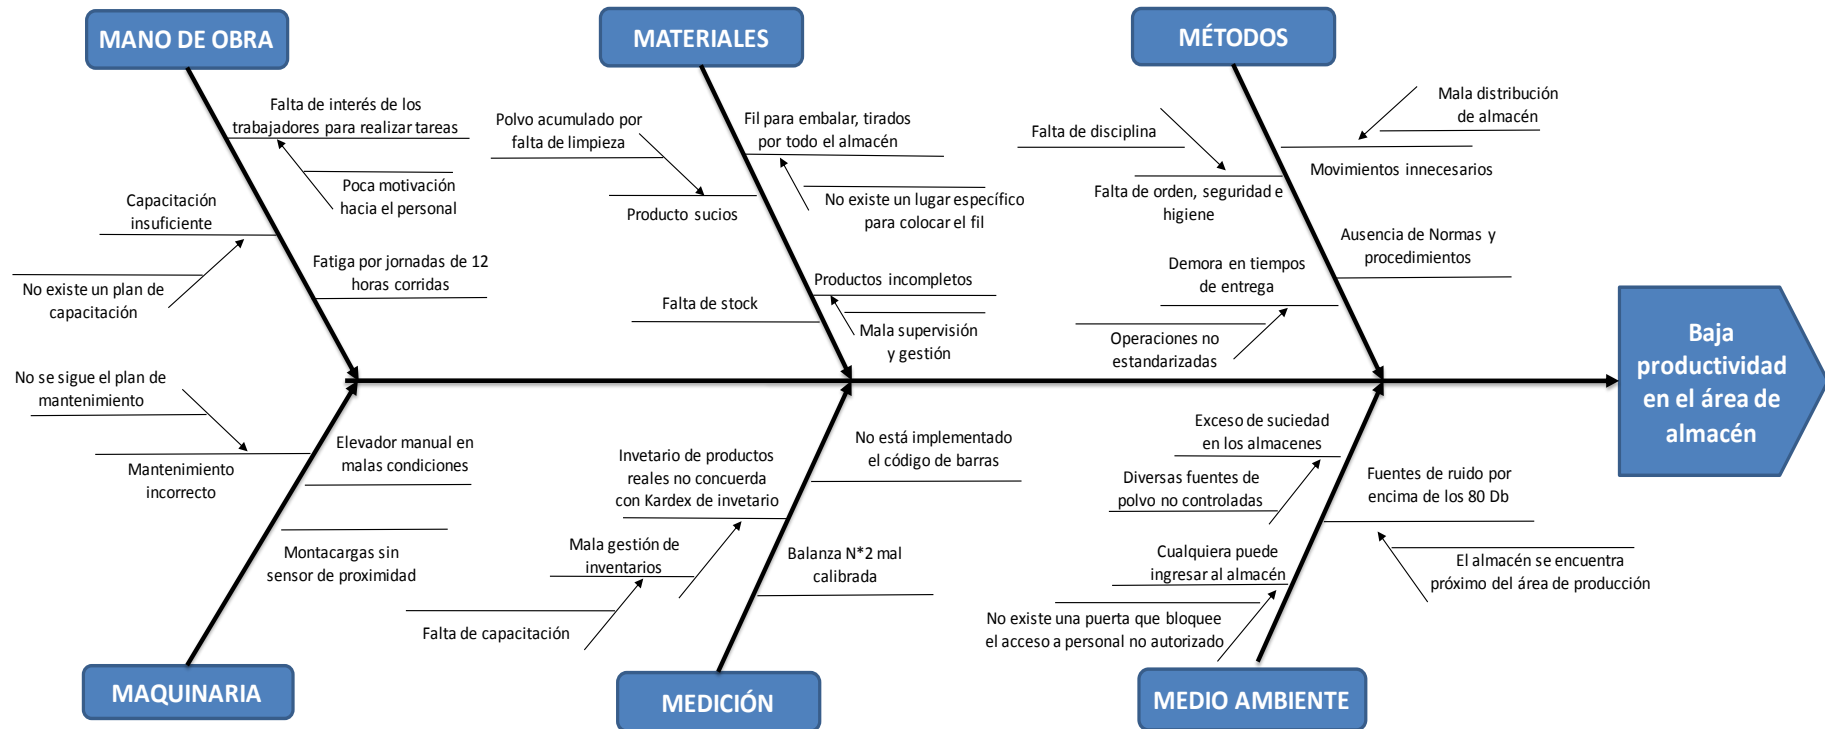 MANO DE OBRA
MATERIALES
MÉTODOS
Falta de interés de los
trabajadores para realizar tareas
Poca motivación
hacia el personal
Capacitación
insuficiente
No existe un plan de
capacitación
Fatiga por jornadas de 12
horas corridas
Polvo acumulado por
falta de limpieza
Producto sucios
Fil para embalar, tirados
por todo el almacén
No existe un lugar específico
para colocar el fil
Falta de stock
Productos incompletos
Mala supervisión
y gestión
Falta de disciplina
Falta de orden, seguridad e
higiene
Mala distribución
de almacén
Movimientos innecesarios
Ausencia de Normas y
procedimientos
Demora en tiempos
de entrega
Operaciones no
estandarizadas
Baja
productividad
en el área de
almacén
No se sigue el plan de
mantenimiento
Mantenimiento
incorrecto
Elevador manual en
malas condiciones
Montacargas sin
sensor de proximidad
Invetario de productos
reales no concuerda
con Kardex de invetario
Mala gestión de
inventarios
Falta de capacitación
No está implementado
el código de barras
Balanza N*2 mal
calibrada
Exceso de suciedad
en los almacenes
Diversas fuentes de
polvo no controladas
Cualquiera puede
ingresar al almacén
No existe una puerta que bloquee
el acceso a personal no autorizado
Fuentes de ruido por
encima de los 80 Db
El almacén se encuentra
próximo del área de producción
MAQUINARIA
MEDICIÓN
MEDIO AMBIENTE